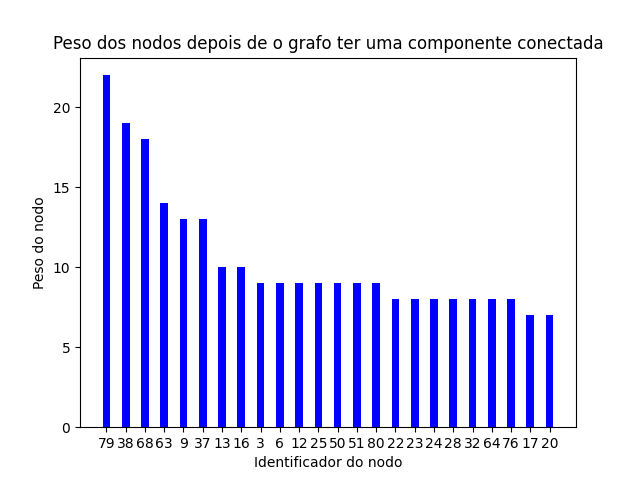 Peso dos nodos depois de o grafo ter uma componente conectada
Peso do nodo
20
15
10
5
0
79 38 68 63 9 37 13 16 3 6 12 25 50 51 80 22 23 24 28 32 64 76 17 20
Identificador do nodo